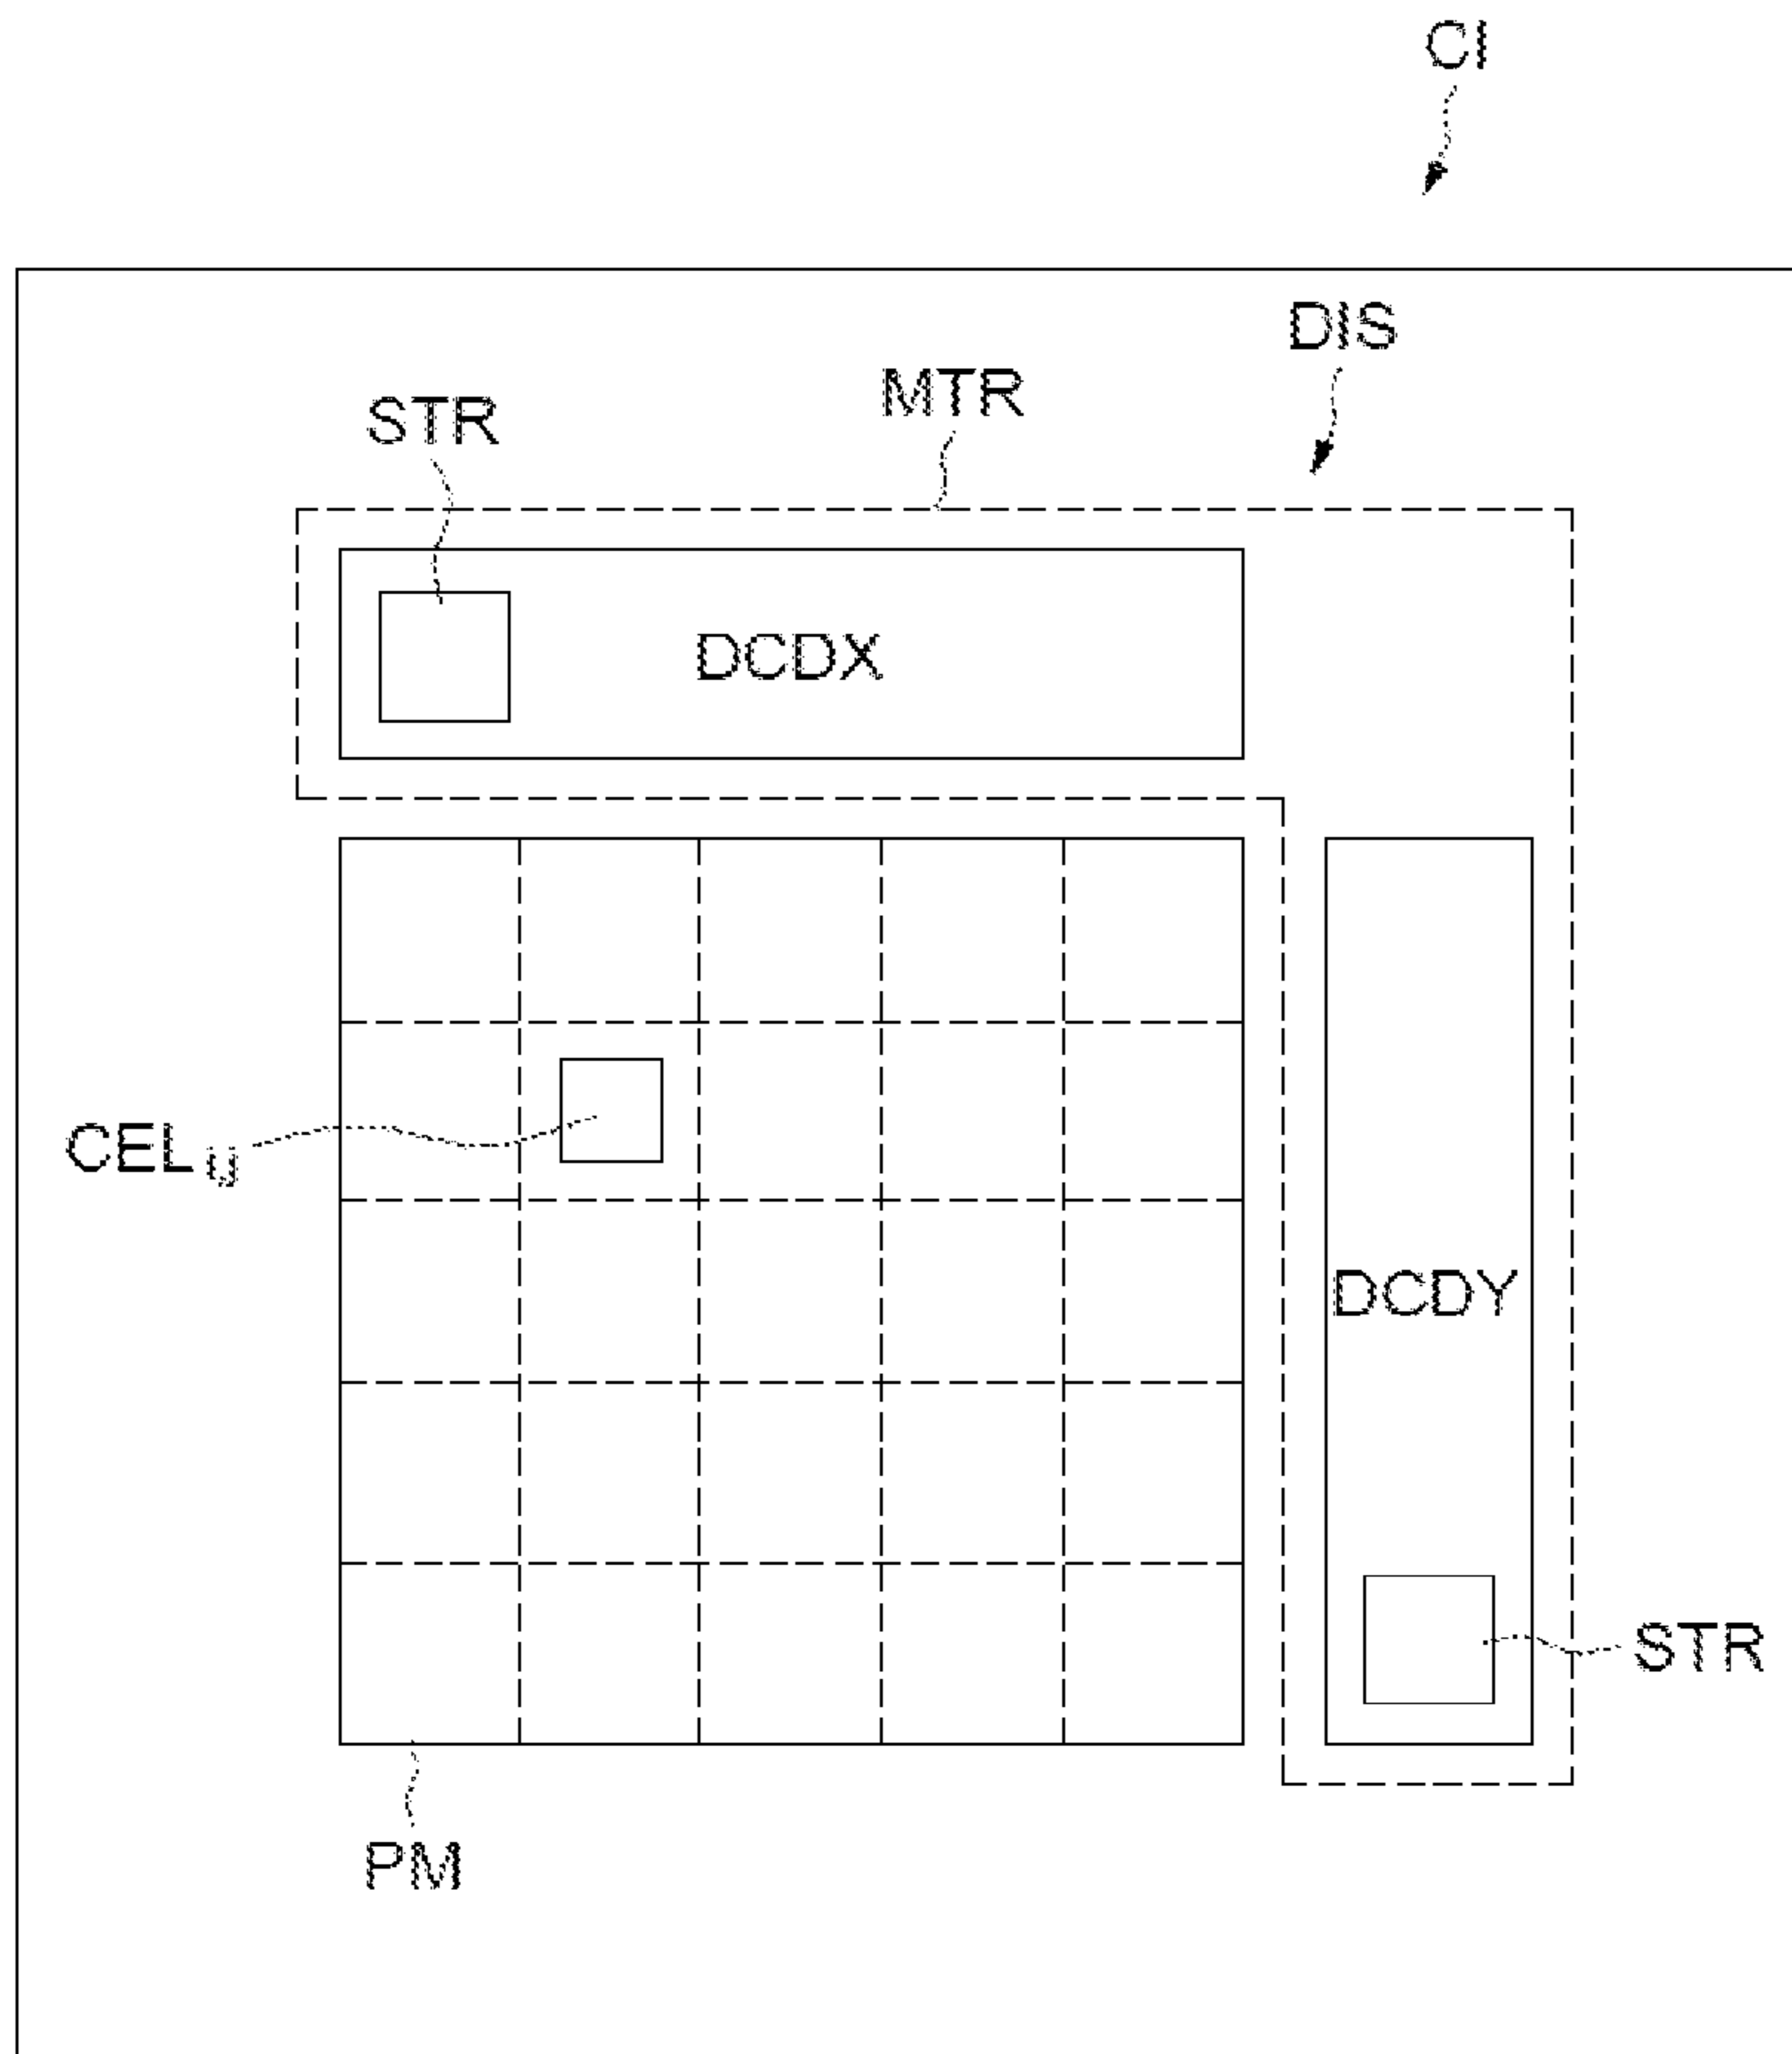 CI
DIS
MTR
STR
DCDX
CELij
DCDY
STR
PM